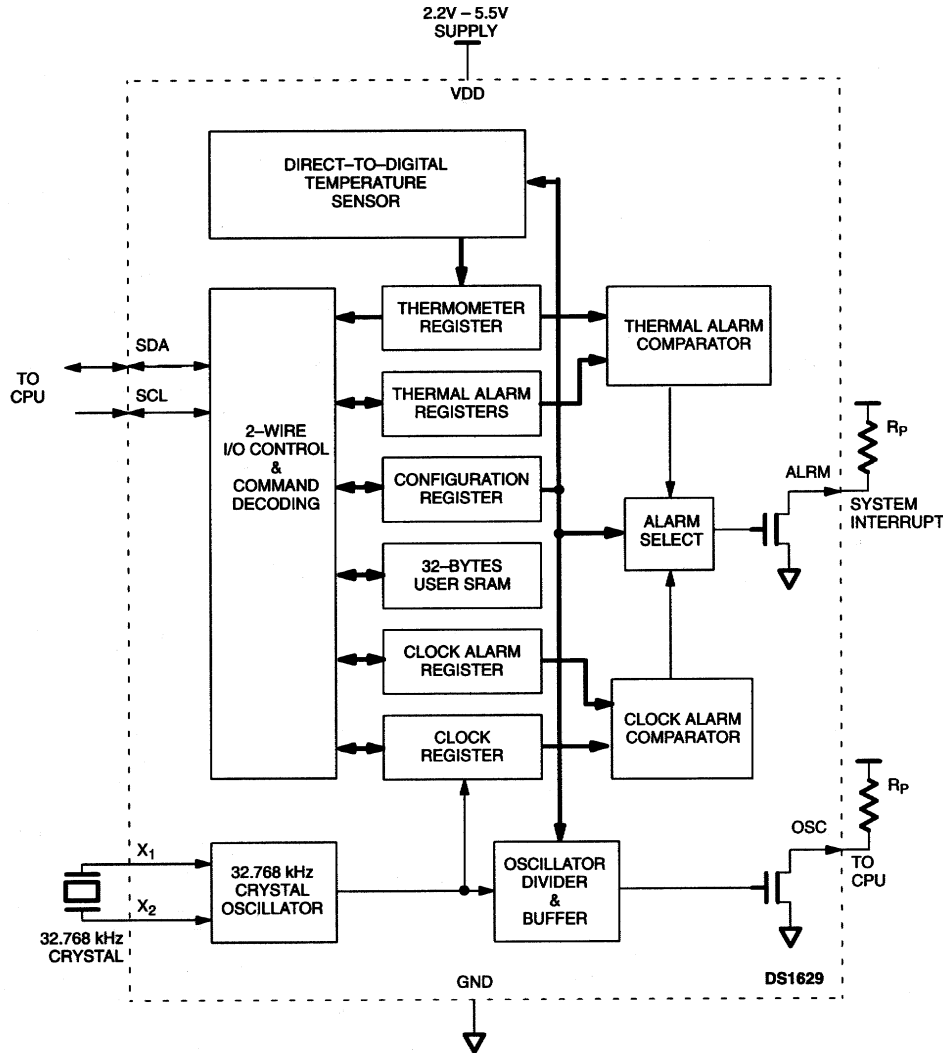 2.2V – 5.5V
SUPPLY
VDD
DIRECT–TO–DIGITAL
TEMPERATURE
SENSOR
THERMOMETER
REGISTER
THERMAL ALARM
COMPARATOR
SDA
TO
CPU
SCL
THERMAL ALARM
REGISTERS
2–WIRE
I/O CONTROL
&
COMMAND
DECODING
CONFIGURATION
REGISTER
RP
ALRM
SYSTEM
INTERRUPT
ALARM
SELECT
32–BYTES
USER SRAM
CLOCK ALARM
REGISTER
CLOCK
REGISTER
CLOCK ALARM
COMPARATOR
RP
OSC
TO
CPU
X1
X2
32.768 kHz
CRYSTAL
32.768 kHz
CRYSTAL
OSCILLATOR
OSCILLATOR
DIVIDER
&
BUFFER
GND
DS1629